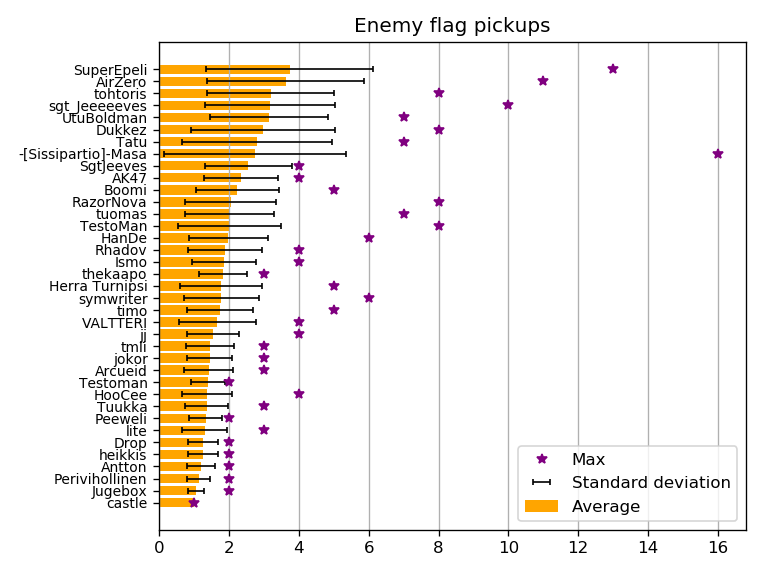 Enemy flag pickups
SuperEpeli
AirZero
tohtoris
sgt_Jeeeeeves
UtuBoldman
Dukkez
Tatu
-[Sissipartio]-Masa
SgtJeeves
AK47
Boomi
RazorNova
tuomas
TestoMan
HanDe
Rhadov
Ismo
thekaapo
Herra Turnipsi
symwriter
timo
VALTTERI
jj
tmli
jokor
Arcueid
Testoman
HooCee
Tuukka
Peeweli
lite
Drop
heikkis
Antton
Perivihollinen
Jugebox
castle
Max
Standard deviation
Average
0 2 4 6 8 10 12 14 16